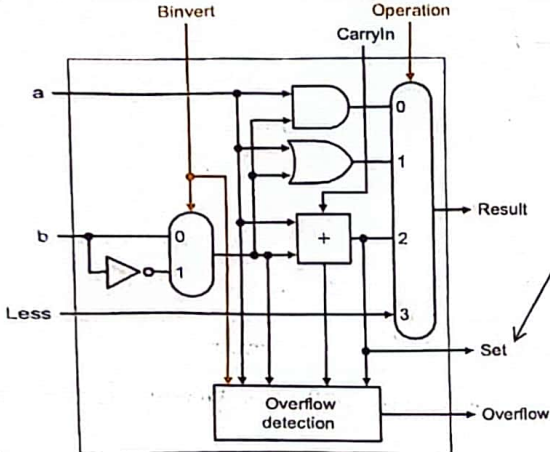 Binvert
Operation
CarryIn
a
0
1
b
0
+
2
Result
1
Less
3
Set
Overflow
detection
Overflow